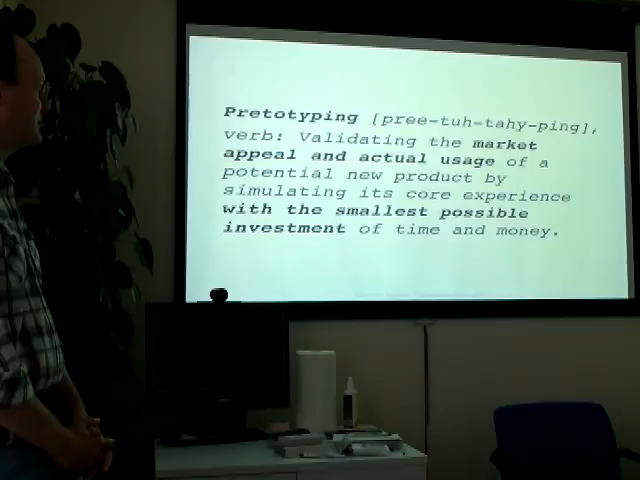 Pretotyping [pree-tuh-tahy-ping],
verb: Validating the market
appeal and actual usage of a
potential new product by
simulating its core experience
with the smallest possible
investment of time and money.